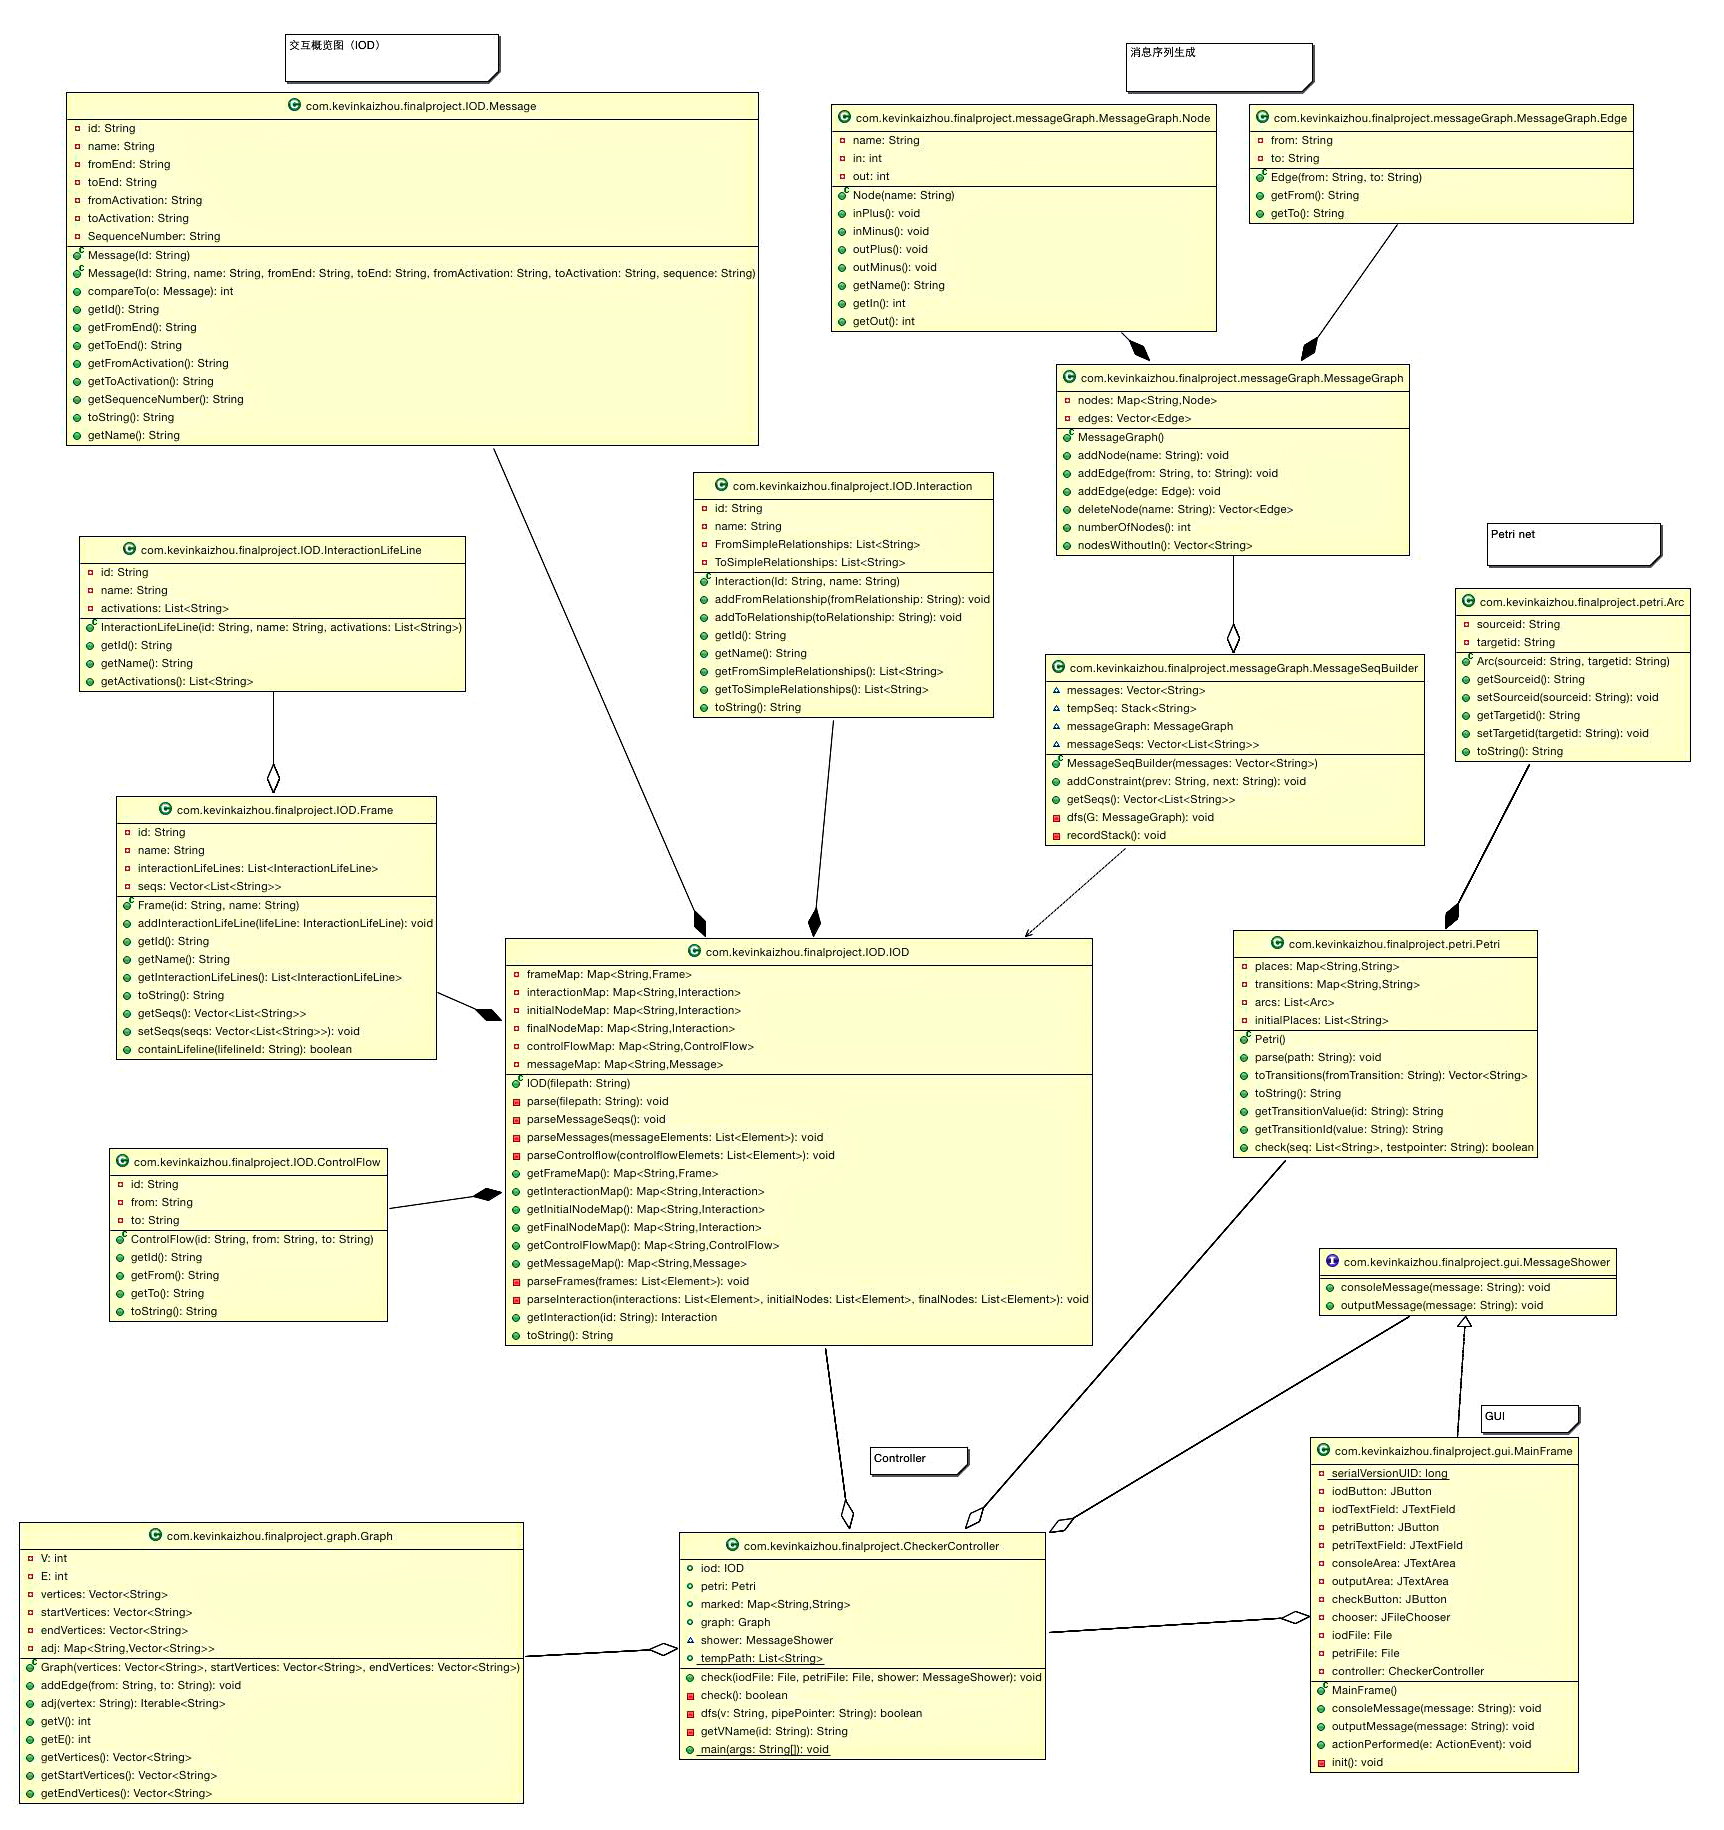 交互概览图（IOD）
消息序列生成
com.kevinkaizhou.finalproject.IOD.Message
id: String
name: String
fromEnd: String
toEnd: String
fromActivation: String
toActivation: String
SequenceNumber: String
Message(Id: String)
Message(Id: String, name: String, fromEnd: String, toEnd: String, fromActivation: String, toActivation: String, sequence: String)
compareTo(o: Message): int
getId(): String
getFromEnd(): String
getToEnd(): String
getFromActivation(): String
getToActivation(): String
getSequenceNumber(): String
toString(): String
getName(): String
com.kevinkaizhou.finalproject.messageGraph.MessageGraph.Node
name: String
in: int
out: int
Node(name: String)
inPlus(): void
inMinus(): void
outPlus(): void
outMinus(): void
getName(): String
getIn(): int
getOut(): int
com.kevinkaizhou.finalproject.messageGraph.MessageGraph.Edge
from: String
to: String
Edge(from: String, to: String)
getFrom(): String
getTo(): String
com.kevinkaizhou.finalproject.messageGraph.MessageGraph
nodes: Map<String,Node>
edges: Vector<Edge>
MessageGraph()
addNode(name: String): void
addEdge(from: String, to: String): void
addEdge(edge: Edge): void
deleteNode(name: String): Vector<Edge>
numberOfNodes(): int
nodesWithoutIn(): Vector<String>
com.kevinkaizhou.finalproject.IOD.Interaction
id: String
name: String
FromSimpleRelationships: List<String>
ToSimpleRelationships: List<String>
Interaction(Id: String, name: String)
addFromRelationship(fromRelationship: String): void
addToRelationship(toRelationship: String): void
getId(): String
getName(): String
getFromSimpleRelationships(): List<String>
getToSimpleRelationships(): List<String>
toString(): String
com.kevinkaizhou.finalproject.IOD.InteractionLifeLine
id: String
name: String
activations: List<String>
InteractionLifeLine(id: String, name: String, activations: List<String>)
getId(): String
getName(): String
getActivations(): List<String>
Petri net
com.kevinkaizhou.finalproject.petri.Arc
sourceid: String
targetid: String
Arc(sourceid: String, targetid: String)
getSourceid(): String
setSourceid(sourceid: String): void
getTargetid(): String
setTargetid(targetid: String): void
toString(): String
com.kevinkaizhou.finalproject.messageGraph.MessageSeqBuilder
messages: Vector<String>
tempSeq: Stack<String>
messageGraph: MessageGraph
messageSeqs: Vector<List<String>>
MessageSeqBuilder(messages: Vector<String>)
addConstraint(prev: String, next: String): void
getSeqs(): Vector<List<String>>
dfs(G: MessageGraph): void
recordStack(): void
com.kevinkaizhou.finalproject.IOD.Frame
id: String
name: String
interactionLifeLines: List<InteractionLifeLine>
seqs: Vector<List<String>>
Frame(id: String, name: String)
addInteractionLifeLine(lifeLine: InteractionLifeLine): void
getId(): String
getName(): String
getInteractionLifeLines(): List<InteractionLifeLine>
toString(): String
getSeqs(): Vector<List<String>>
setSeqs(seqs: Vector<List<String>>): void
containLifeline(lifelineId: String): boolean
com.kevinkaizhou.finalproject.IOD.IOD
frameMap: Map<String,Frame>
interactionMap: Map<String,Interaction>
initialNodeMap: Map<String,Interaction>
finalNodeMap: Map<String,Interaction>
controlFlowMap: Map<String,ControlFlow>
messageMap: Map<String,Message>
IOD(filepath: String)
parse(filepath: String): void
parseMessageSeqs(): void
parseMessages(messageElements: List<Element>): void
parseControlflow(controlflowElemets: List<Element>): void
getFrameMap(): Map<String,Frame>
getInteractionMap(): Map<String,Interaction>
getInitialNodeMap(): Map<String,Interaction>
getFinalNodeMap(): Map<String,Interaction>
getControlFlowMap(): Map<String,ControlFlow>
getMessageMap(): Map<String,Message>
parseFrames(frames: List<Element>): void
parseInteraction(interactions: List<Element>, initialNodes: List<Element>, finalNodes: List<Element>): void
getInteraction(id: String): Interaction
toString(): String
com.kevinkaizhou.finalproject.petri.Petri
places: Map<String,String>
transitions: Map<String,String>
arcs: List<Arc>
initialPlaces: List<String>
Petri()
parse(path: String): void
toTransitions(fromTransition: String): Vector<String>
toString(): String
getTransitionValue(id: String): String
getTransitionId(value: String): String
check(seq: List<String>, testpointer: String): boolean
com.kevinkaizhou.finalproject.IOD.ControlFlow
id: String
from: String
to: String
ControlFlow(id: String, from: String, to: String)
getId(): String
getFrom(): String
getTo(): String
toString(): String
com.kevinkaizhou.finalproject.gui.MessageShower
consoleMessage(message: String): void
outputMessage(message: String): void
GUI
Controller
com.kevinkaizhou.finalproject.gui.MainFrame
serialVersionUID: long
iodButton: JButton
iodTextField: JTextField
petriButton: JButton
petriTextField: JTextField
consoleArea: JTextArea
outputArea: JTextArea
checkButton: JButton
chooser: JFileChooser
iodFile: File
petriFile: File
controller: CheckerController
MainFrame()
consoleMessage(message: String): void
outputMessage(message: String): void
actionPerformed(e: ActionEvent): void
init(): void
com.kevinkaizhou.finalproject.graph.Graph
V: int
E: int
vertices: Vector<String>
startVertices: Vector<String>
endVertices: Vector<String>
adj: Map<String,Vector<String>>
Graph(vertices: Vector<String>, startVertices: Vector<String>, endVertices: Vector<String>)
addEdge(from: String, to: String): void
adj(vertex: String): Iterable<String>
getV(): int
getE(): int
getVertices(): Vector<String>
getStartVertices(): Vector<String>
getEndVertices(): Vector<String>
com.kevinkaizhou.finalproject.CheckerController
iod: IOD
petri: Petri
marked: Map<String,String>
graph: Graph
shower: MessageShower
tempPath: List<String>
check(iodFile: File, petriFile: File, shower: MessageShower): void
check(): boolean
dfs(v: String, pipePointer: String): boolean
getVName(id: String): String
main(args: String[]): void